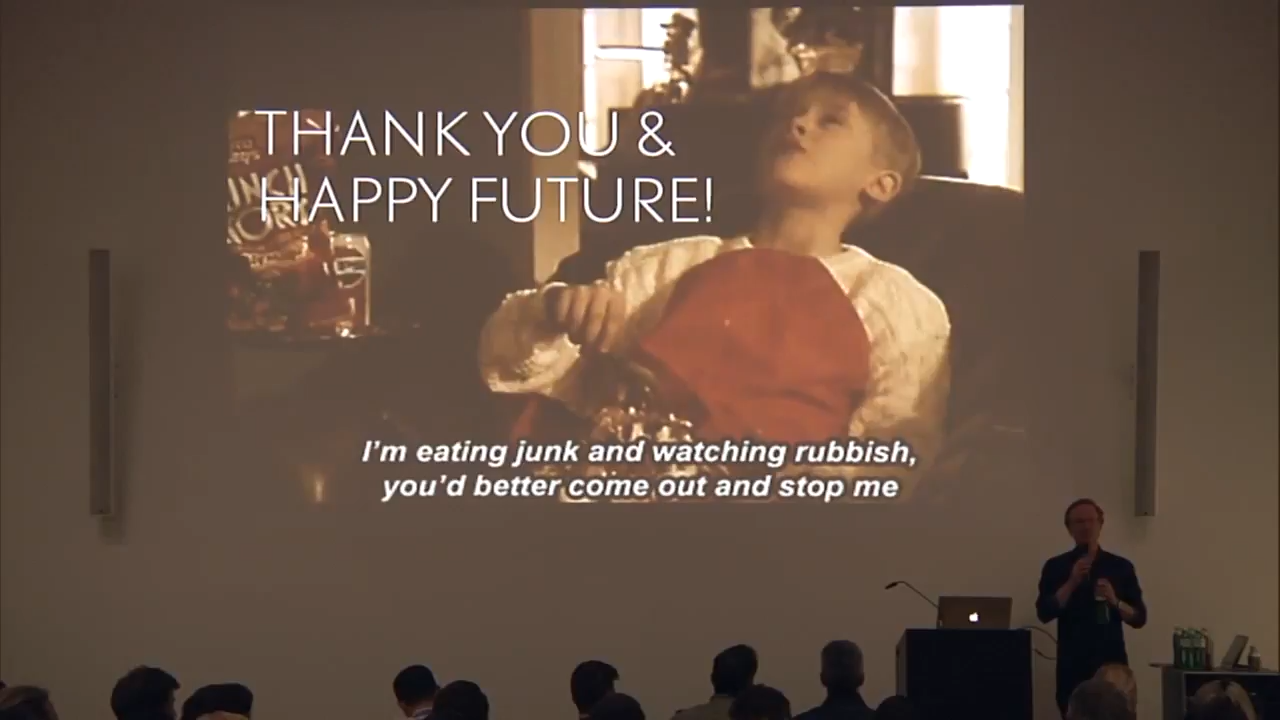 THANK YOU &
HAPPY FUTURE!
I'm eating junk and watching rubbish,
you'd better come out and stop me